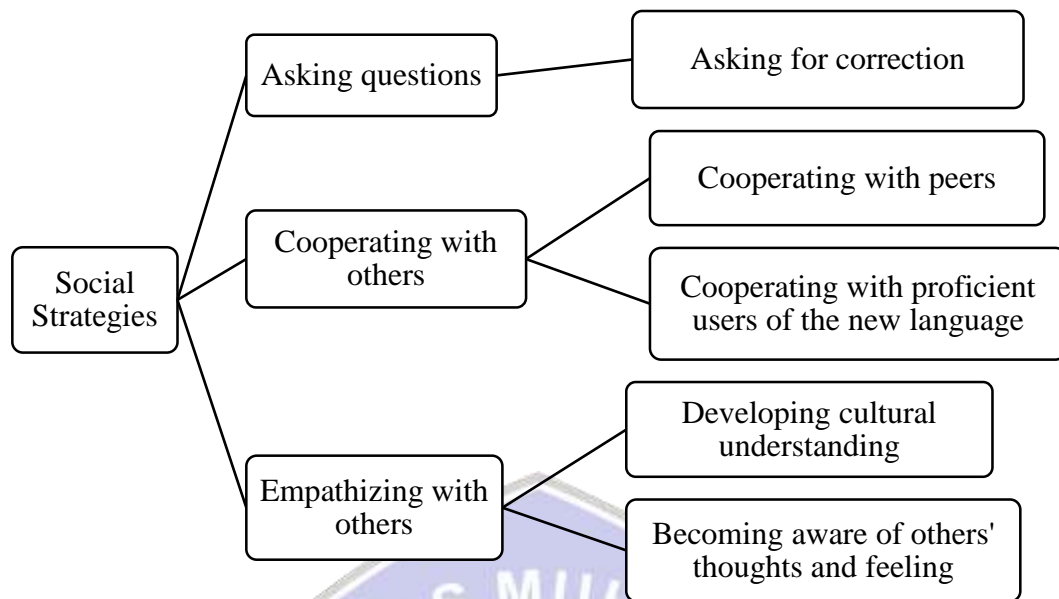 Social
Strategies
Asking questions
Asking for correction
Cooperating with
others
Cooperating with peers
Cooperating with proficient
users of the new language
Empathizing with
others
Developing cultural
understanding
Becoming aware of others'
thoughts and feeling